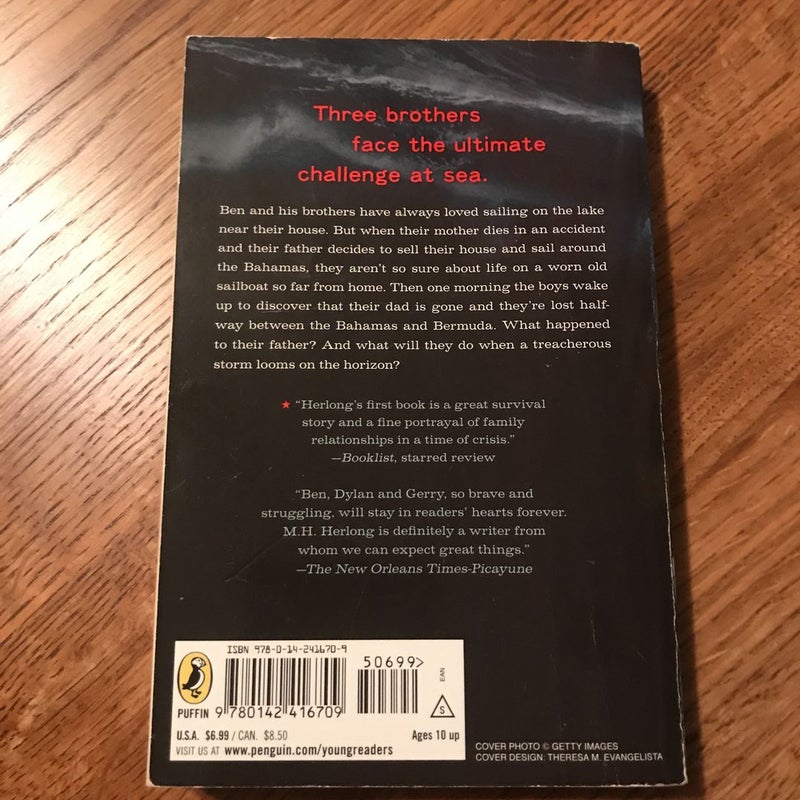 Three brothers
face the ultimate
challenge at sea.
Ben and his brothers have always loved sailing on the lake
near their house. But when their mother dies in an accident
and their father decides to sell their house and sail around
the Bahamas, they aren't so sure about life on a worn old
sailboat so far from home. Then one morning the boys wake
up to discover that their dad is gone and they're lost half-
way between the Bahamas and Bermuda. What happened
to their father? And what will they do when a treacherous
storm looms on the horizon?
★ "Herlong's first book is a great survival
story and a fine portrayal of family
relationships in a time of crisis."
—Booklist, starred review
"Ben, Dylan and Gerry, so brave and
struggling, will stay in readers' hearts forever.
M.H. Herlong is definitely a writer from
whom we can expect great things."
—The New Orleans Times-Picayune
ISBN 978-0-14-241670-9
50699>
EAN
S
PUFFIN
9 780142 416709
U.S.A. $6.99 / CAN. $8.50
Ages 10 up
VISIT US AT www.penguin.com/youngreaders
COVER PHOTO © GETTY IMAGES
COVER DESIGN: THERESA M. EVANGELISTA